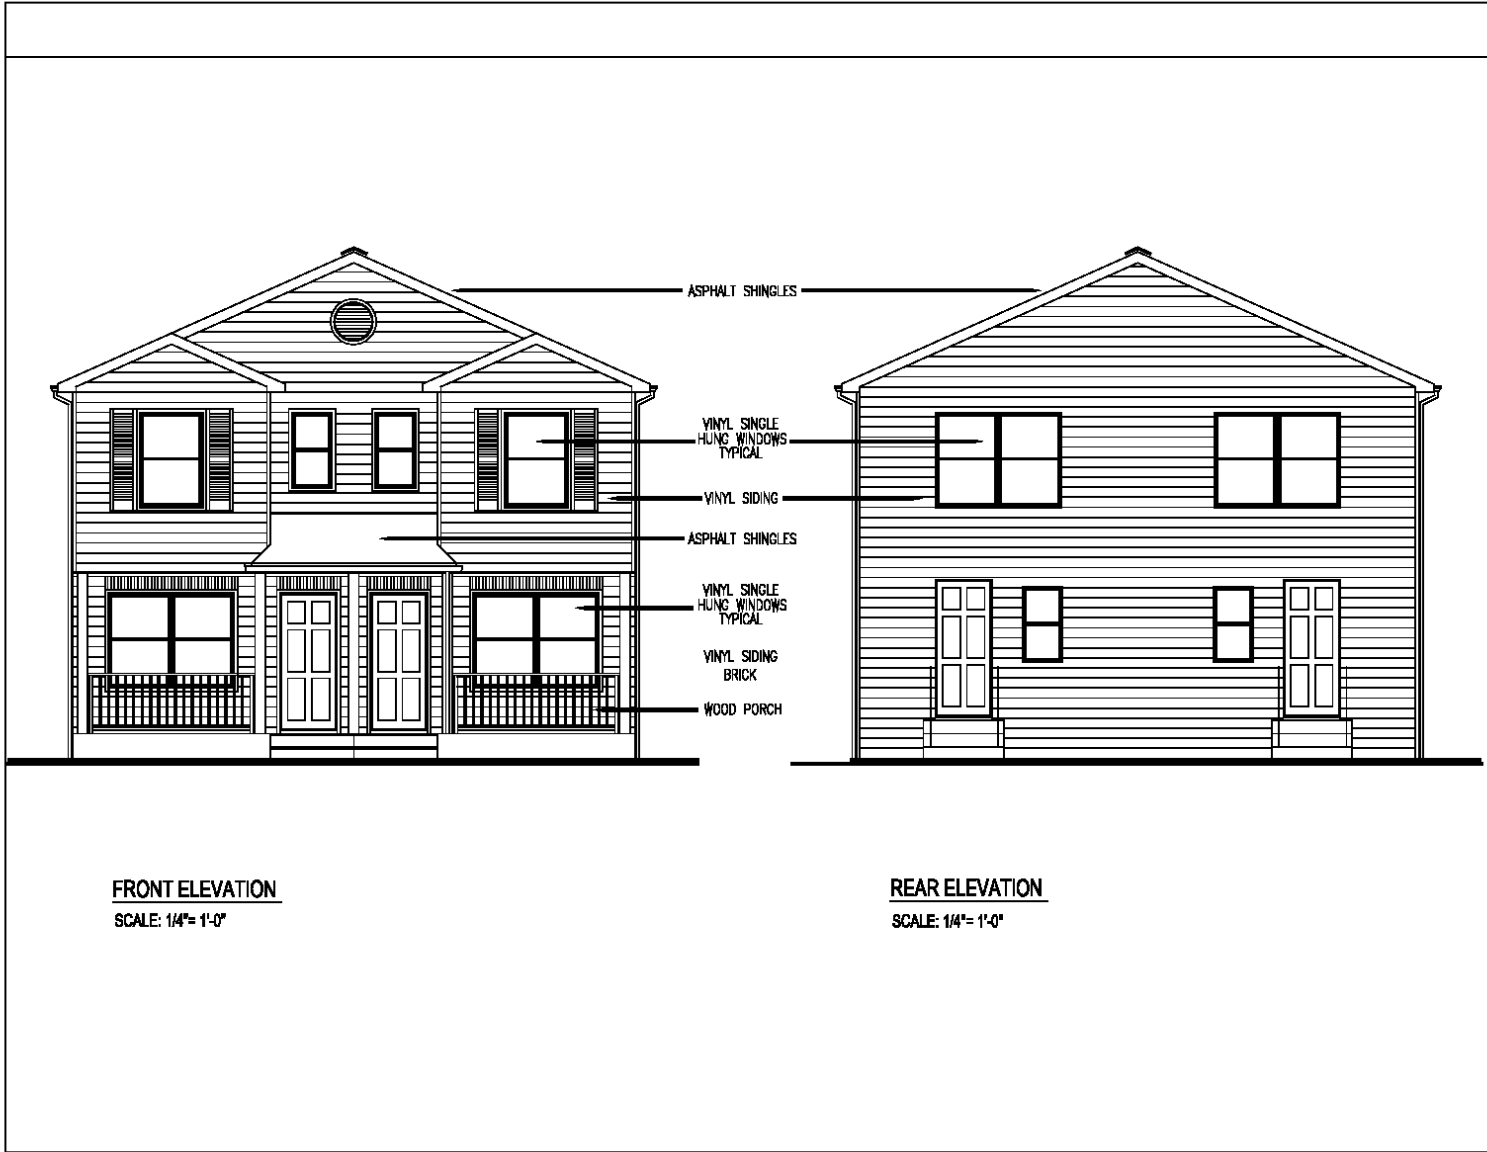 ASPHALT SHINGLES
VINYL SINGLE
HUNG WINDOWS
TYPICAL
VINYL SIDING
ASPHALT SHINGLES
VINYL SINGLE
HUNG WINDOWS
TYPICAL
VINYL SIDING
BRICK
WOOD PORCH
FRONT ELEVATION
SCALE: 1/4"= 1'-0"
REAR ELEVATION
SCALE: 1/4"= 1'-0"